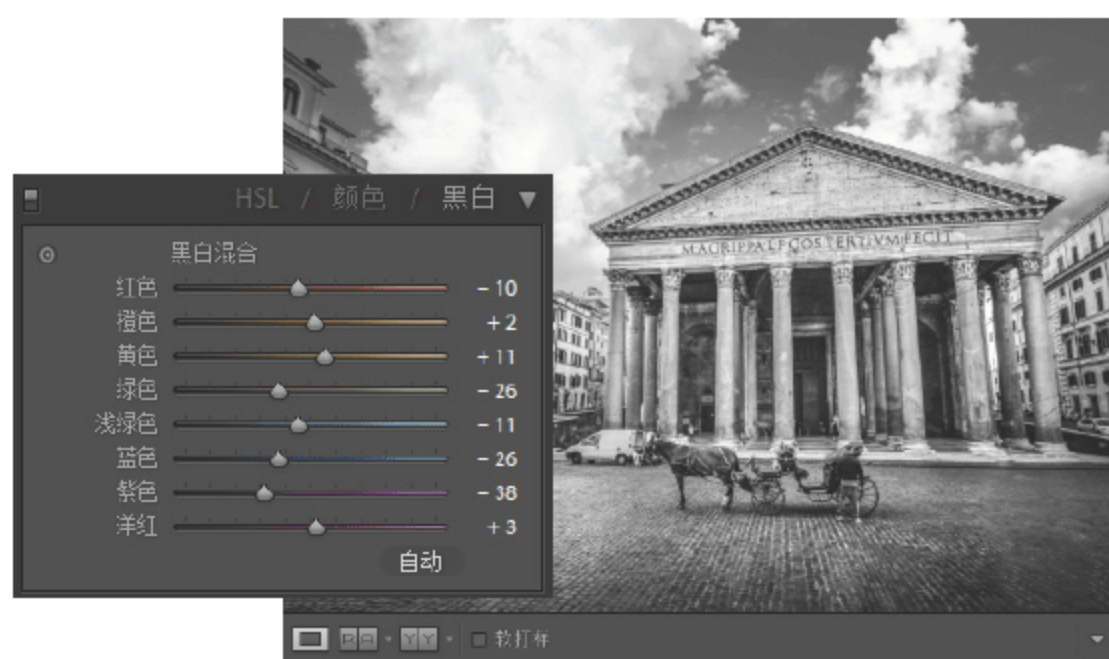 HSL / 颜色 / 黑白
黑白混合
红色 - 10
橙色 + 2
黄色 + 11
绿色 - 26
浅绿色 - 11
蓝色 - 26
紫色 - 38
洋红 + 3
自动
M·AGRIPPA·L·F·COS·TERTIVM·FECIT
R A Y Y 软打样